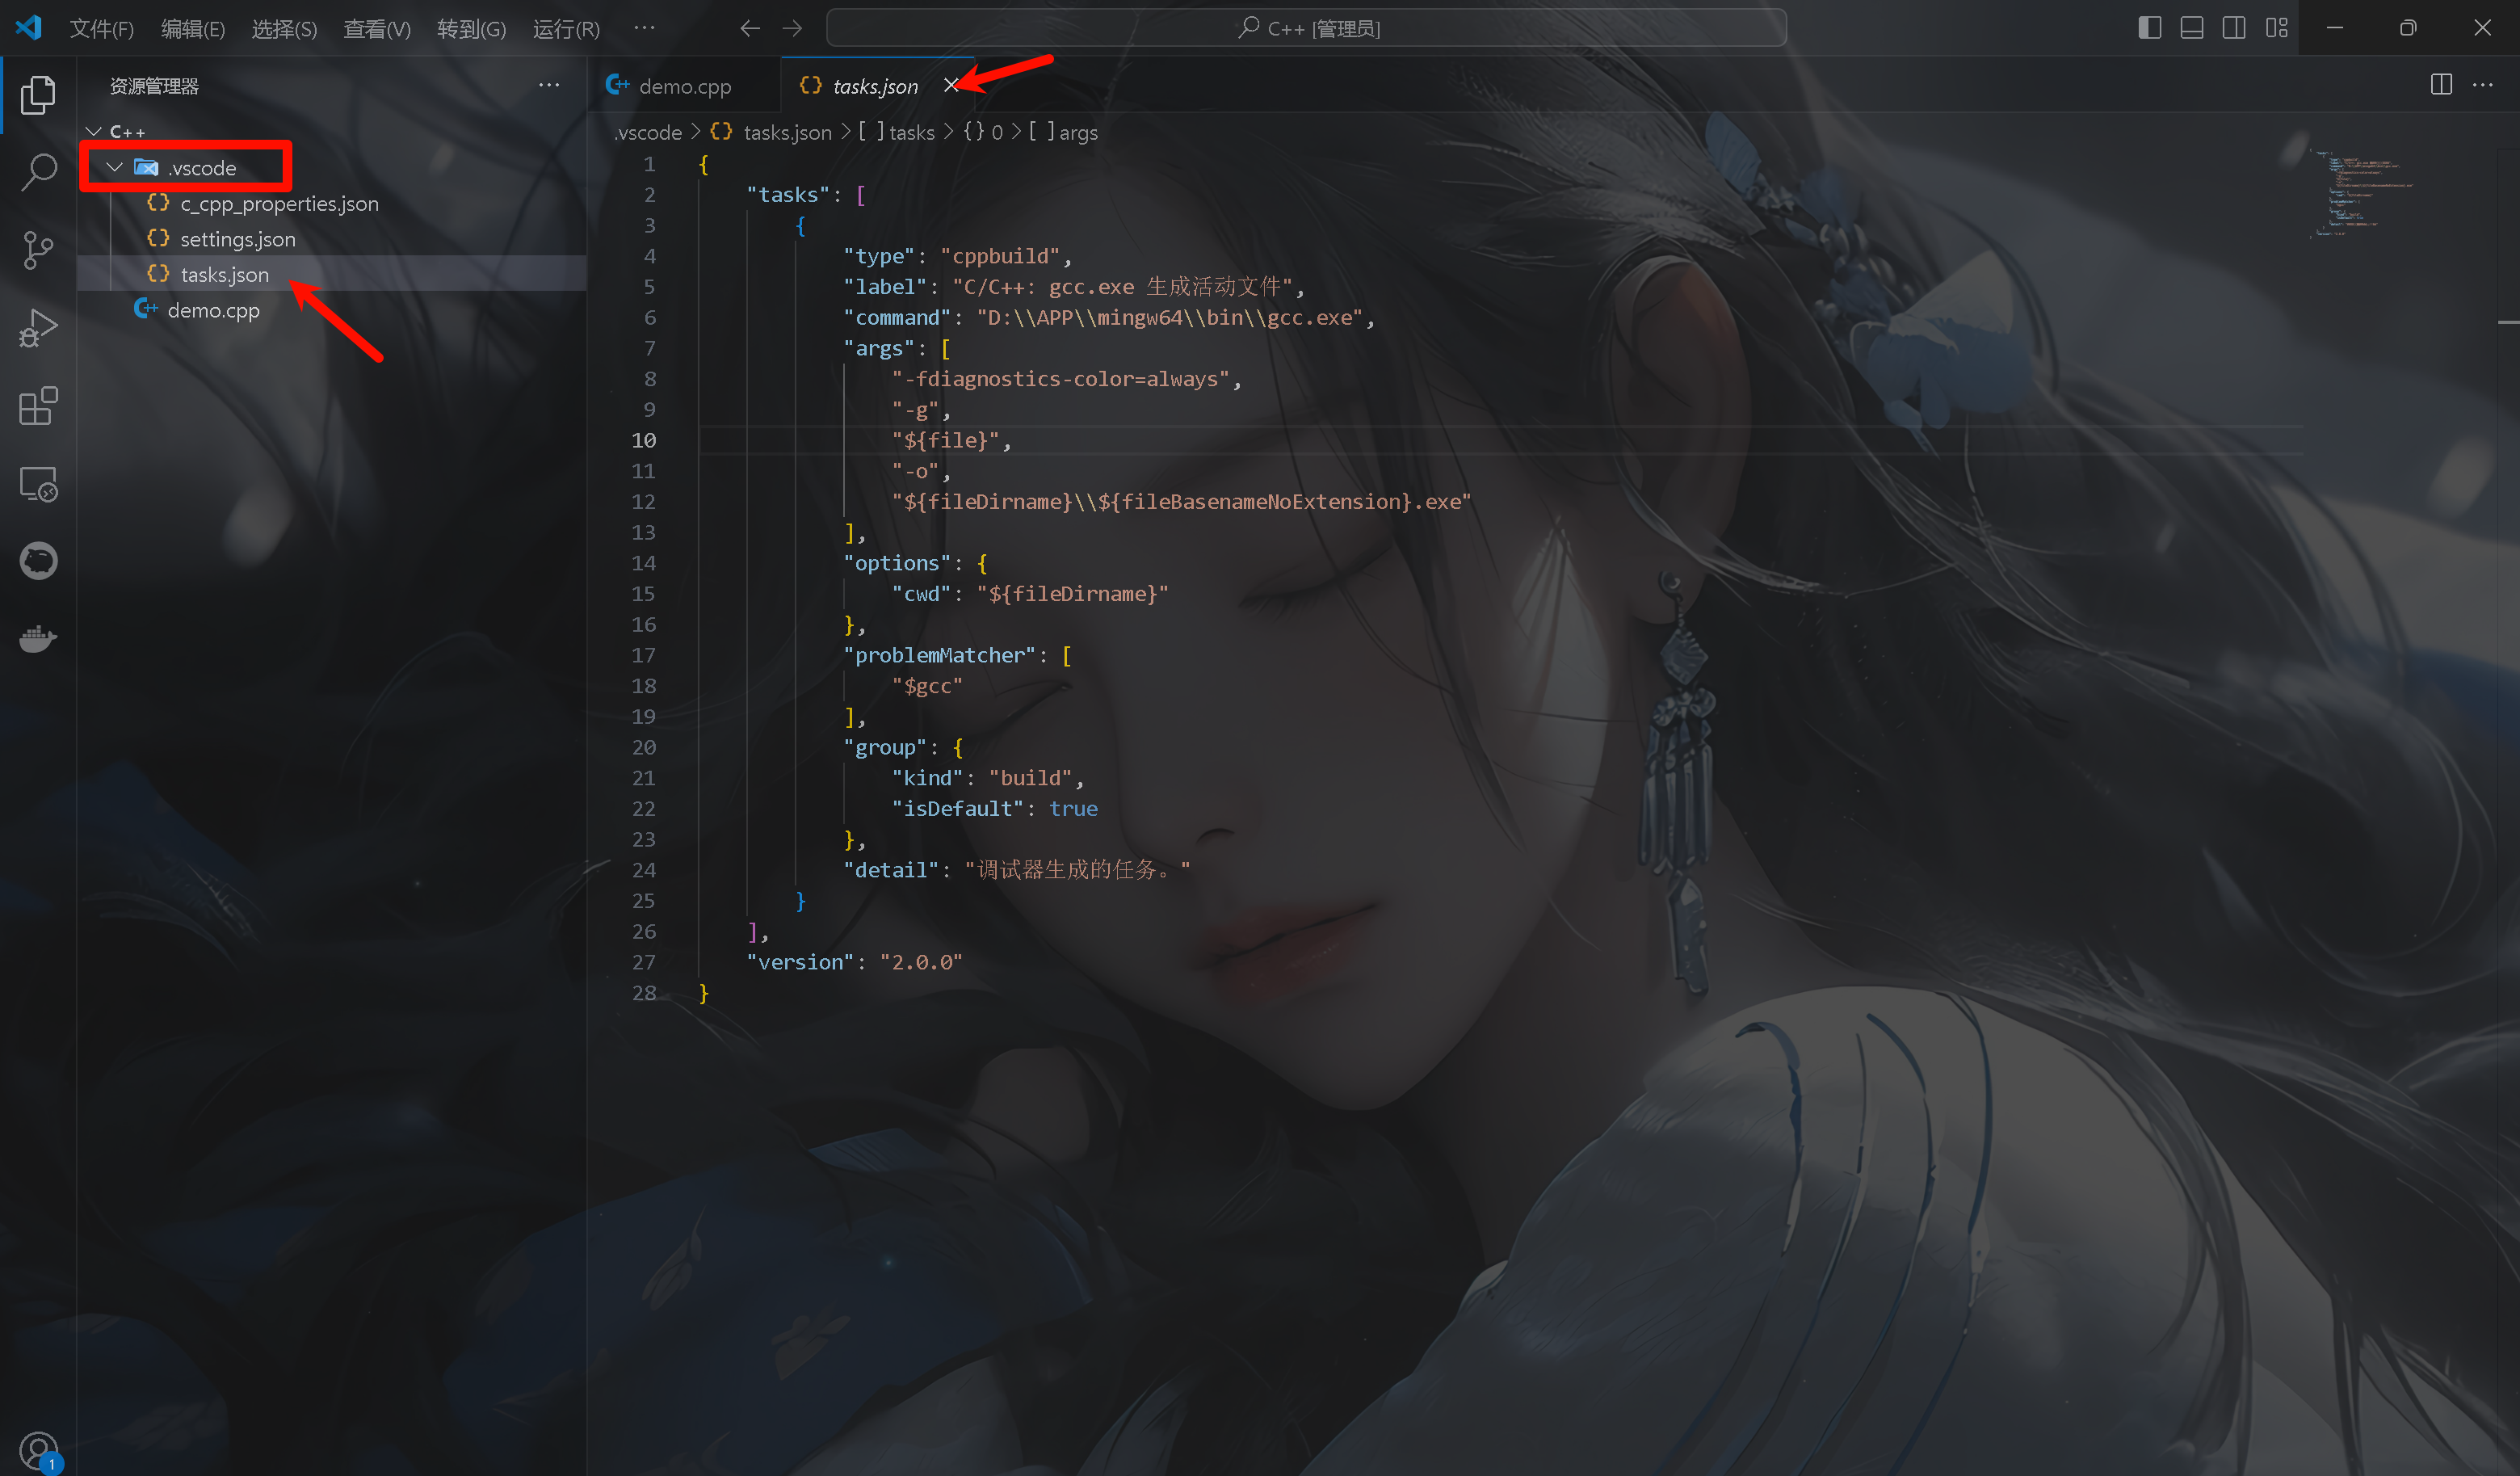 文件(F) 编辑(E) 选择(S) 查看(V) 转到(G) 运行(R) ··· C++ [管理员]
资源管理器 ···
C++
.vscode
c_cpp_properties.json
settings.json
tasks.json
demo.cpp
demo.cpp tasks.json
.vscode > {} tasks.json > [ ] tasks > {} 0 > [ ] args
1 {
2 "tasks": [
3 {
4 "type": "cppbuild",
5 "label": "C/C++: gcc.exe 生成活动文件",
6 "command": "D:\\APP\\mingw64\\bin\\gcc.exe",
7 "args": [
8 "-fdiagnostics-color=always",
9 "-g",
10 "${file}",
11 "-o",
12 "${fileDirname}\\${fileBasenameNoExtension}.exe"
13 ],
14 "options": {
15 "cwd": "${fileDirname}"
16 },
17 "problemMatcher": [
18 "$gcc"
19 ],
20 "group": {
21 "kind": "build",
22 "isDefault": true
23 },
24 "detail": "调试器生成的任务。"
25 }
26 ],
27 "version": "2.0.0"
28 }
1